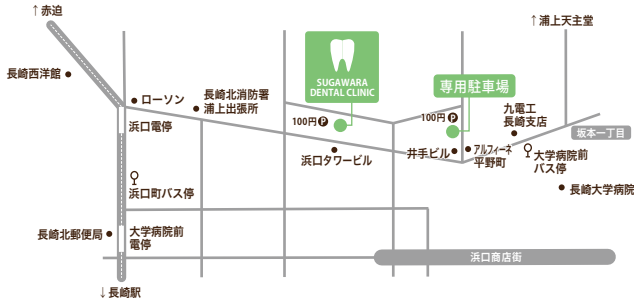 ↑赤迫
↑浦上天主堂
長崎西洋館
SUGAWARA
DENTAL CLINIC
専用駐車場
ローソン
長崎北消防署
浦上出張所
100円 P
100円 P
九電工
長崎支店
坂本一丁目
浜口電停
浜口タワービル
井手ビル
アルフィーネ
平野町
大学病院前
バス停
浜口町バス停
長崎大学病院
長崎北郵便局
大学病院前
電停
浜口商店街
↓長崎駅